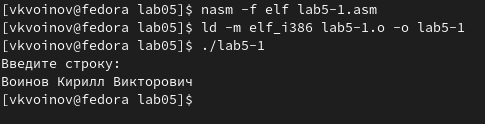 [vkvoinov@fedora lab05]$ nasm -f elf lab5-1.asm
[vkvoinov@fedora lab05]$ ld -m elf_i386 lab5-1.o -o lab5-1
[vkvoinov@fedora lab05]$ ./lab5-1
Введите строку:
Воинов Кирилл Викторович
[vkvoinov@fedora lab05]$